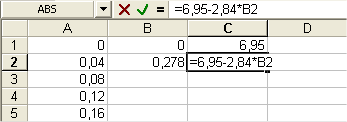 ABS = =6,95-2,84*B2
A B C D
1 0 0 6,95
2 0,04 0,278 =6,95-2,84*B2
3 0,08
4 0,12
5 0,16